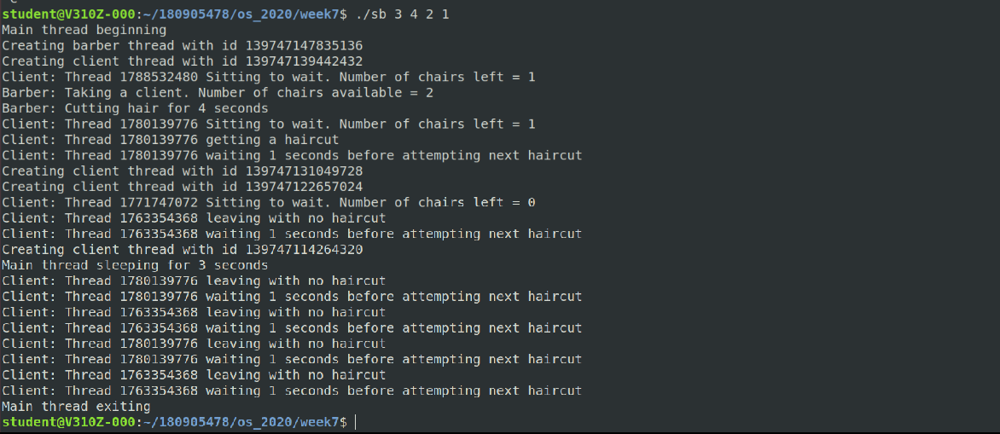 student@V310Z-000:~/180905478/os_2020/week7$ ./sb 3 4 2 1
Main thread beginning
Creating barber thread with id 139747147835136
Creating client thread with id 139747139442432
Client: Thread 1788532480 Sitting to wait. Number of chairs left = 1
Barber: Taking a client. Number of chairs available = 2
Barber: Cutting hair for 4 seconds
Client: Thread 1780139776 Sitting to wait. Number of chairs left = 1
Client: Thread 1780139776 getting a haircut
Client: Thread 1780139776 waiting 1 seconds before attempting next haircut
Creating client thread with id 139747131049728
Creating client thread with id 139747122657024
Client: Thread 1771747072 Sitting to wait. Number of chairs left = 0
Client: Thread 1763354368 leaving with no haircut
Client: Thread 1763354368 waiting 1 seconds before attempting next haircut
Creating client thread with id 139747114264320
Main thread sleeping for 3 seconds
Client: Thread 1780139776 leaving with no haircut
Client: Thread 1780139776 waiting 1 seconds before attempting next haircut
Client: Thread 1763354368 leaving with no haircut
Client: Thread 1763354368 waiting 1 seconds before attempting next haircut
Client: Thread 1780139776 leaving with no haircut
Client: Thread 1780139776 waiting 1 seconds before attempting next haircut
Client: Thread 1763354368 leaving with no haircut
Client: Thread 1763354368 waiting 1 seconds before attempting next haircut
Main thread exiting
student@V310Z-000:~/180905478/os_2020/week7$